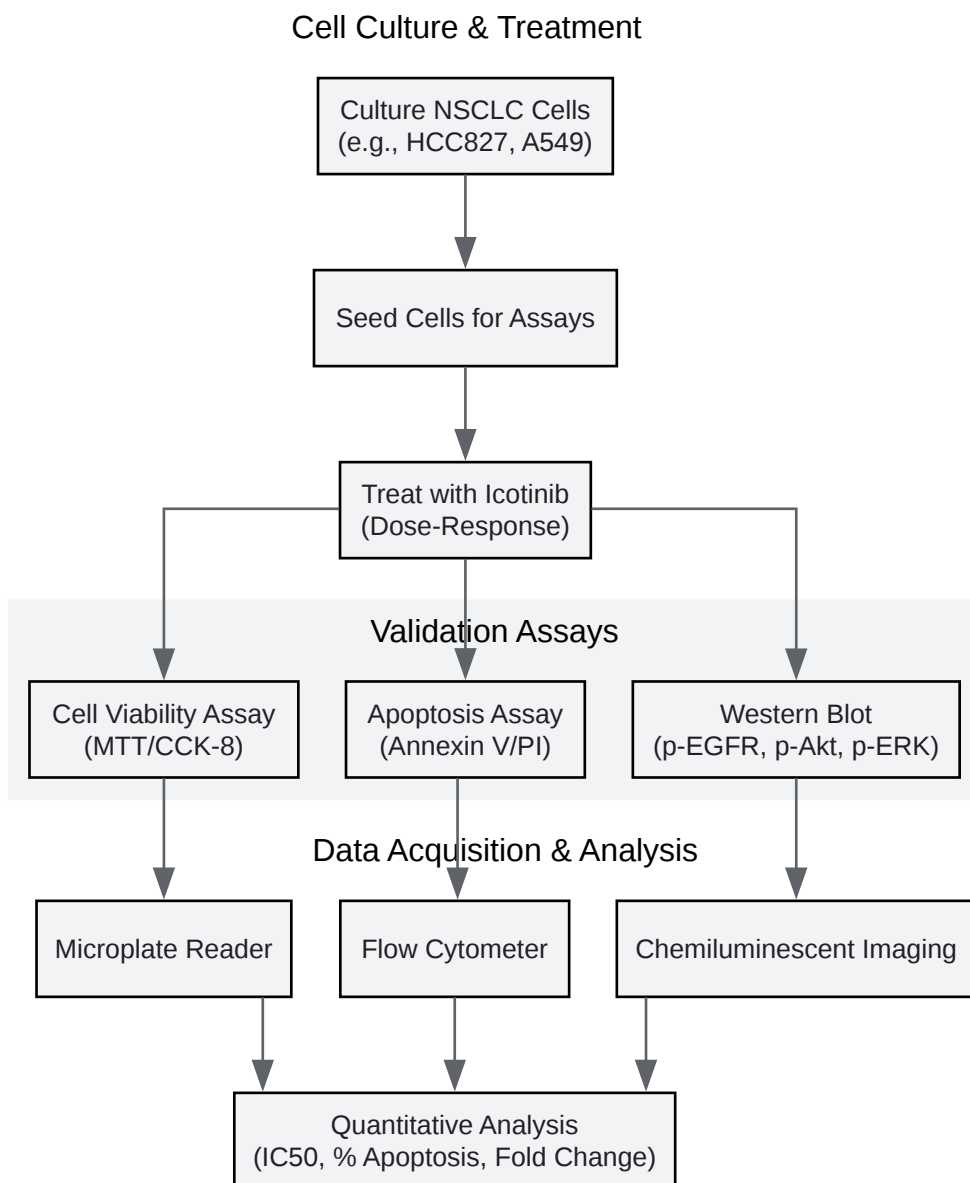 Cell Culture & Treatment
Culture NSCLC Cells
(e.g., HCC827, A549)
Seed Cells for Assays
Treat with Icotinib
(Dose-Response)
Validation Assays
Cell Viability Assay
(MTT/CCK-8)
Apoptosis Assay
(Annexin V/PI)
Western Blot
(p-EGFR, p-Akt, p-ERK)
Data Acquisition & Analysis
Microplate Reader
Flow Cytometer
Chemiluminescent Imaging
Quantitative Analysis
(IC50, % Apoptosis, Fold Change)